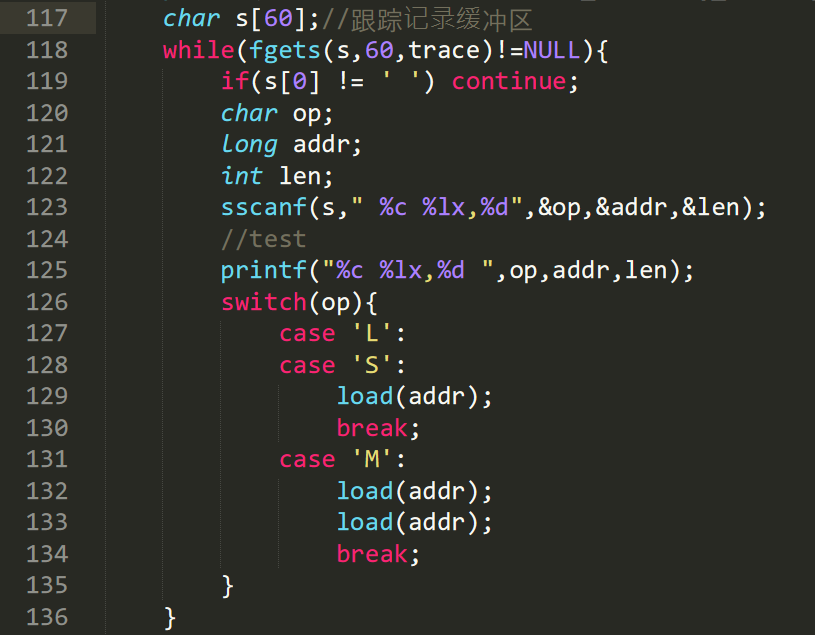 117 char s[60];//跟踪记录缓冲区
118 while(fgets(s,60,trace)!=NULL){
119 if(s[0] != ' ') continue;
120 char op;
121 long addr;
122 int len;
123 sscanf(s," %c %lx,%d",&op,&addr,&len);
124 //test
125 printf("%c %lx,%d ",op,addr,len);
126 switch(op){
127 case 'L':
128 case 'S':
129 load(addr);
130 break;
131 case 'M':
132 load(addr);
133 load(addr);
134 break;
135 }
136 }